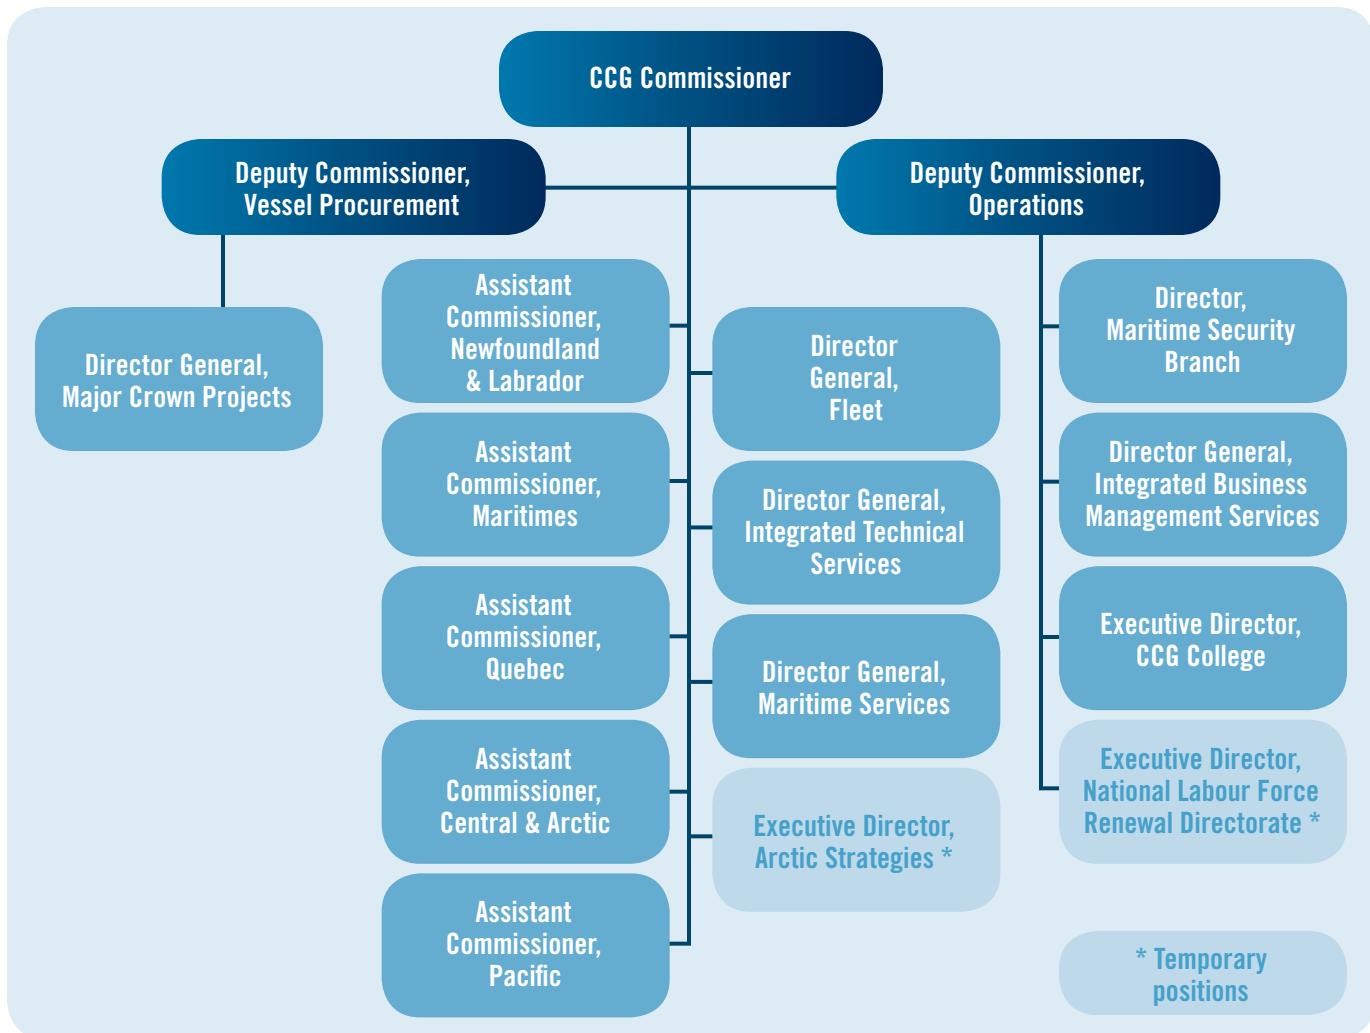 CCG Commissioner
Deputy Commissioner,
Vessel Procurement
Deputy Commissioner,
Operations
Director General,
Major Crown Projects
Assistant
Commissioner,
Newfoundland
& Labrador
Assistant
Commissioner,
Maritimes
Assistant
Commissioner,
Quebec
Assistant
Commissioner,
Central & Arctic
Assistant
Commissioner,
Pacific
Director
General,
Fleet
Director General,
Integrated Technical
Services
Director General,
Maritime Services
Executive Director,
Arctic Strategies *
Director,
Maritime Security
Branch
Director General,
Integrated Business
Management Services
Executive Director,
CCG College
Executive Director,
National Labour Force
Renewal Directorate *
* Temporary
positions